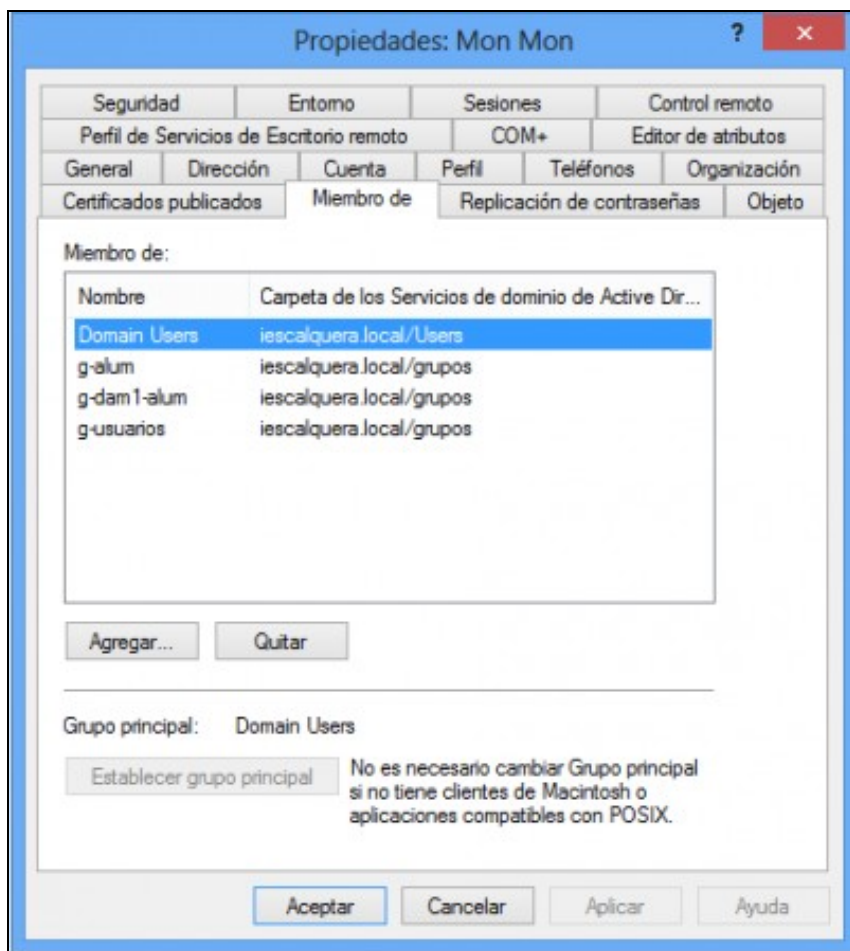 Propiedades: Mon Mon
?
Seguridad Entorno Sesiones Control remoto
Perfil de Servicios de Escritorio remoto COM+ Editor de atributos
General Dirección Cuenta Perfil Teléfonos Organización
Certificados publicados Miembro de Replicación de contraseñas Objeto
Miembro de:
Nombre Carpeta de los Servicios de dominio de Active Dir...
Domain Users iescalquera.local/Users
g-alum iescalquera.local/grupos
g-dam1-alum iescalquera.local/grupos
g-usuarios iescalquera.local/grupos
Agregar... Quitar
Grupo principal: Domain Users
Establecer grupo principal
No es necesario cambiar Grupo principal
si no tiene clientes de Macintosh o
aplicaciones compatibles con POSIX.
Aceptar Cancelar Aplicar Ayuda